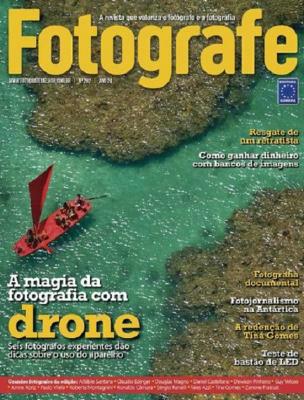 A revista que valoriza o fotógrafo e a fotografia
Fotografe
EUROPA
Resgate de
um retratista
Como ganhar dinheiro
com bancos de imagens
Fotografia
documental
Fotojornalismo
na Antártica
A redenção de
Tina Gomes
Teste de
bastão de LED
A magia da
fotografia com
drone
Seis fotógrafos experientes dão
dicas sobre o uso do aparelho